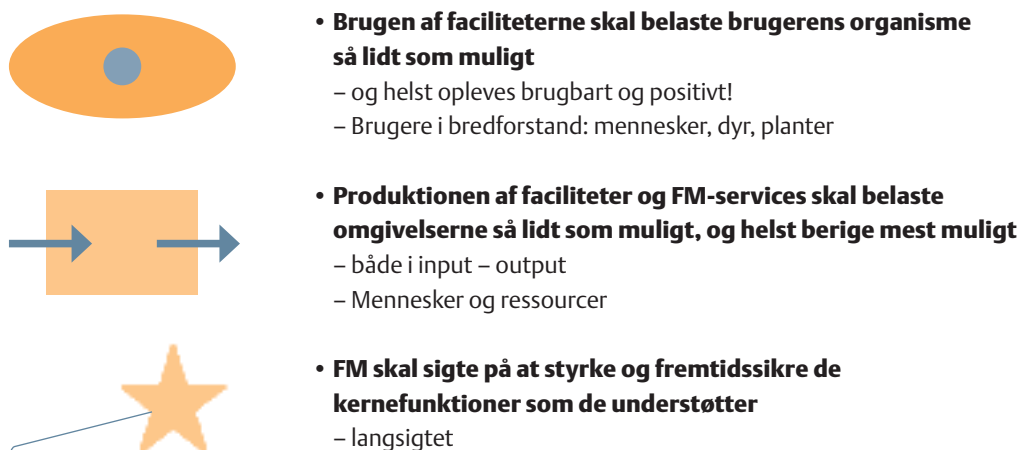 • Brugen af faciliteterne skal belaste brugerens organisme
så lidt som muligt
– og helst opleves brugbart og positivt!
– Brugere i bredforstand: mennesker, dyr, planter
• Produktionen af faciliteter og FM-services skal belaste
omgivelserne så lidt som muligt, og helst berige mest muligt
– både i input – output
– Mennesker og ressourcer
• FM skal sigte på at styrke og fremtidssikre de
kernefunktioner som de understøtter
– langsigtet